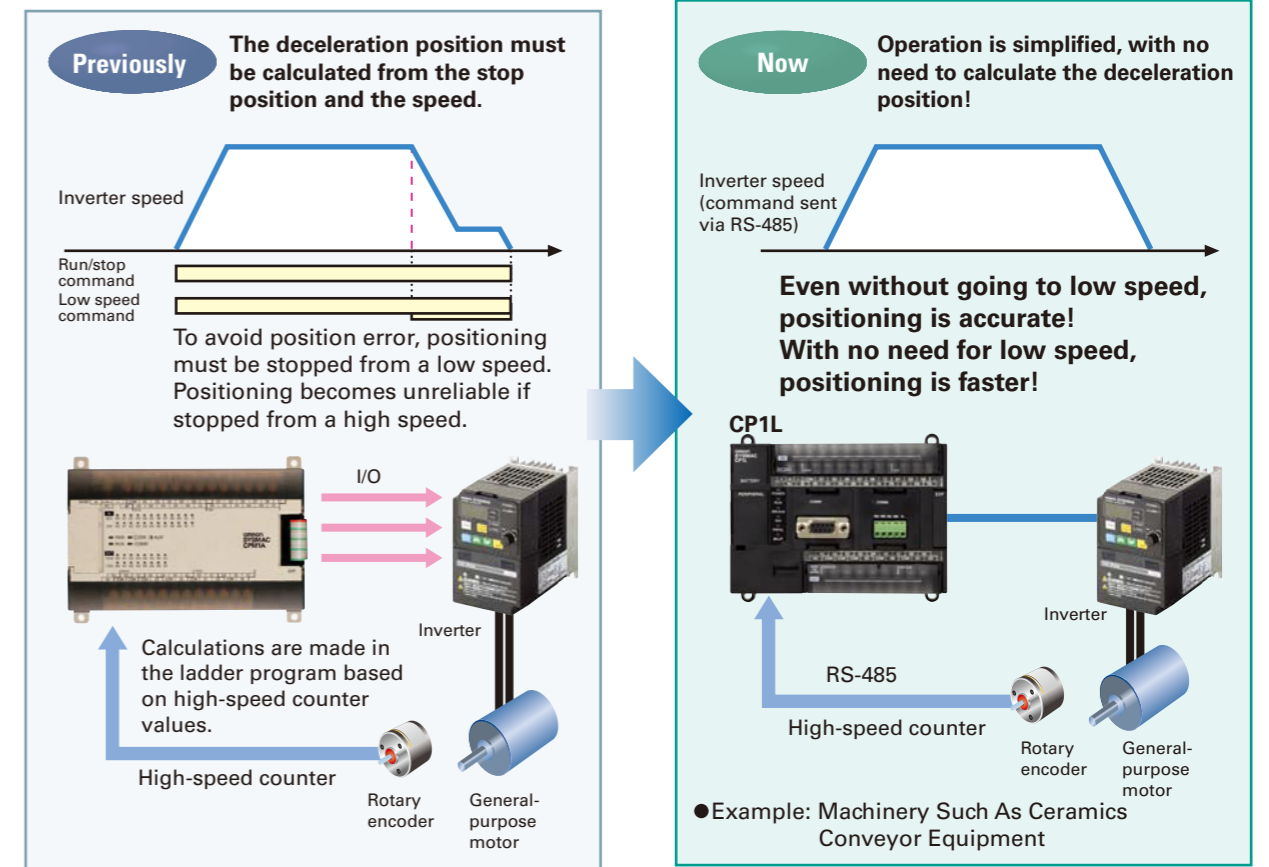 Previously
The deceleration position must
be calculated from the stop
position and the speed.
Inverter speed
Run/stop
command
Low speed
command
To avoid position error, positioning
must be stopped from a low speed.
Positioning becomes unreliable if
stopped from a high speed.
I/O
Inverter
Calculations are made in
the ladder program based
on high-speed counter
values.
High-speed counter
Rotary
encoder
General-
purpose
motor
Now
Operation is simplified, with no
need to calculate the deceleration
position!
Inverter speed
(command sent
via RS-485)
Even without going to low speed,
positioning is accurate!
With no need for low speed,
positioning is faster!
CP1L
Inverter
RS-485
High-speed counter
Rotary
encoder
General-
purpose
motor
●Example: Machinery Such As Ceramics
Conveyor Equipment